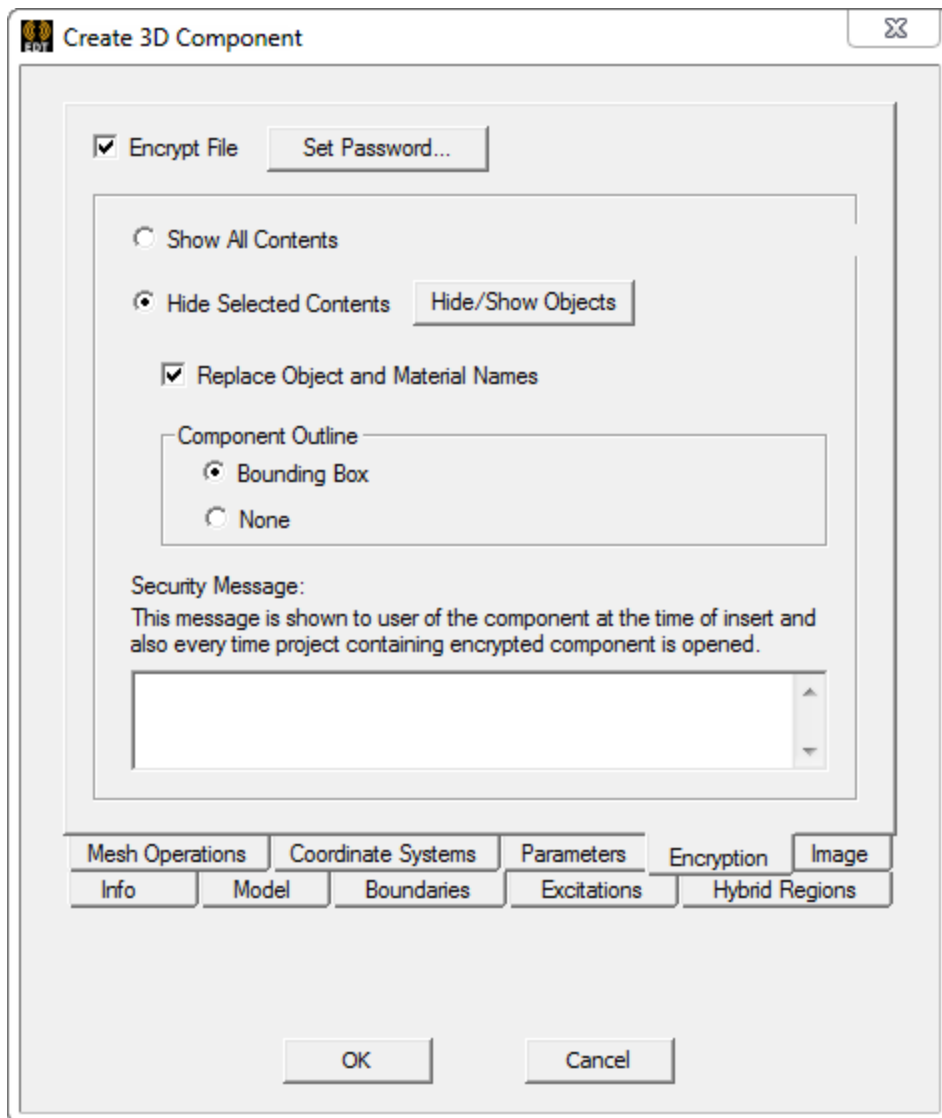 EDT Create 3D Component
Encrypt File Set Password...
Show All Contents
Hide Selected Contents Hide/Show Objects
Replace Object and Material Names
Component Outline
Bounding Box
None
Security Message:
This message is shown to user of the component at the time of insert and
also every time project containing encrypted component is opened.
Mesh Operations Coordinate Systems Parameters Encryption Image
Info Model Boundaries Excitations Hybrid Regions
OK Cancel